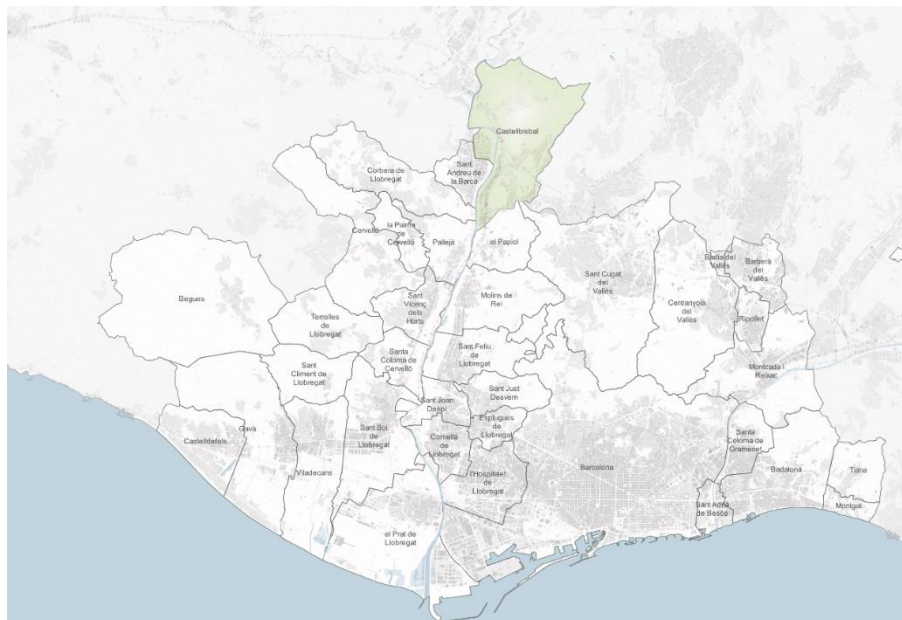 Castellbisbal
Sant
Andreu de
la Barca
Corbera de
Llobregat
la Palma
de
Cervelló
Cervelló
Pallejà
el Papiol
Sant Cugat
del
Vallès
Badia del
Vallès
Barberà
del
Vallès
Begues
Sant
Vicenç
dels
Horts
Molins de
Rei
Cerdanyola
del
Vallès
Ripollet
Torrelles
de
Llobregat
Santa
Coloma de
Cervelló
Sant Feliu
de
Llobregat
Montcada i
Reixac
Sant
Climent de
Llobregat
Sant Just
Desvern
Sant Joan
Despí
Esplugues
de
Llobregat
Castelldefels
Gavà
Viladecans
Sant Boi
de
Llobregat
Cornellà
de
Llobregat
l'Hospitalet
de
Llobregat
Barcelona
Santa
Coloma de
Gramenet
Badalona
Tiana
Montgat
Sant Adrià
de Besòs
el Prat de
Llobregat